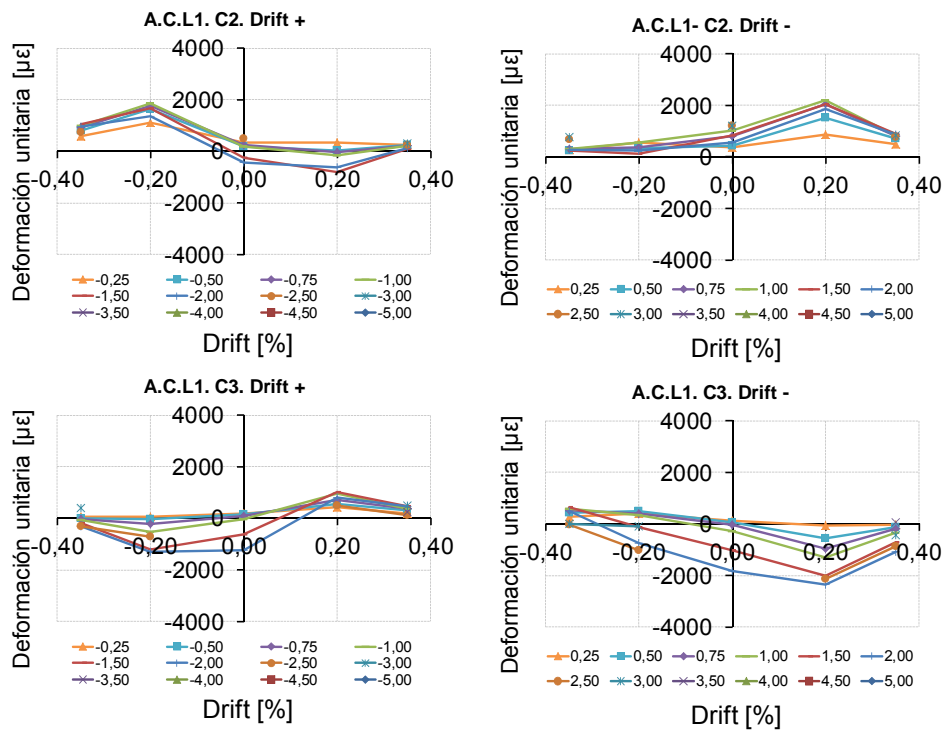 A.C.L1. C2. Drift +
Deformación unitaria [με]
4000
2000
0
-2000
-4000
-0,40 -0,20 0,00 0,20 0,40
-0,25 -0,50 -0,75 -1,00
-1,50 -2,00 -2,50 -3,00
-3,50 -4,00 -4,50 -5,00
Drift [%]
A.C.L1- C2. Drift -
Deformación unitaria [με]
4000
2000
0
-2000
-4000
-0,40 -0,20 0,00 0,20 0,40
0,25 0,50 0,75 1,00 1,50 2,00
2,50 3,00 3,50 4,00 4,50 5,00
Drift [%]
A.C.L1. C3. Drift +
Deformación unitaria [με]
4000
2000
0
-2000
-4000
-0,40 -0,20 0,00 0,20 0,40
-0,25 -0,50 -0,75 -1,00
-1,50 -2,00 -2,50 -3,00
-3,50 -4,00 -4,50 -5,00
Drift [%]
A.C.L1. C3. Drift -
Deformación unitaria [με]
4000
2000
0
-2000
-4000
-0,40 -0,20 0,00 0,20 0,40
0,25 0,50 0,75 1,00 1,50 2,00
2,50 3,00 3,50 4,00 4,50 5,00
Drift [%]